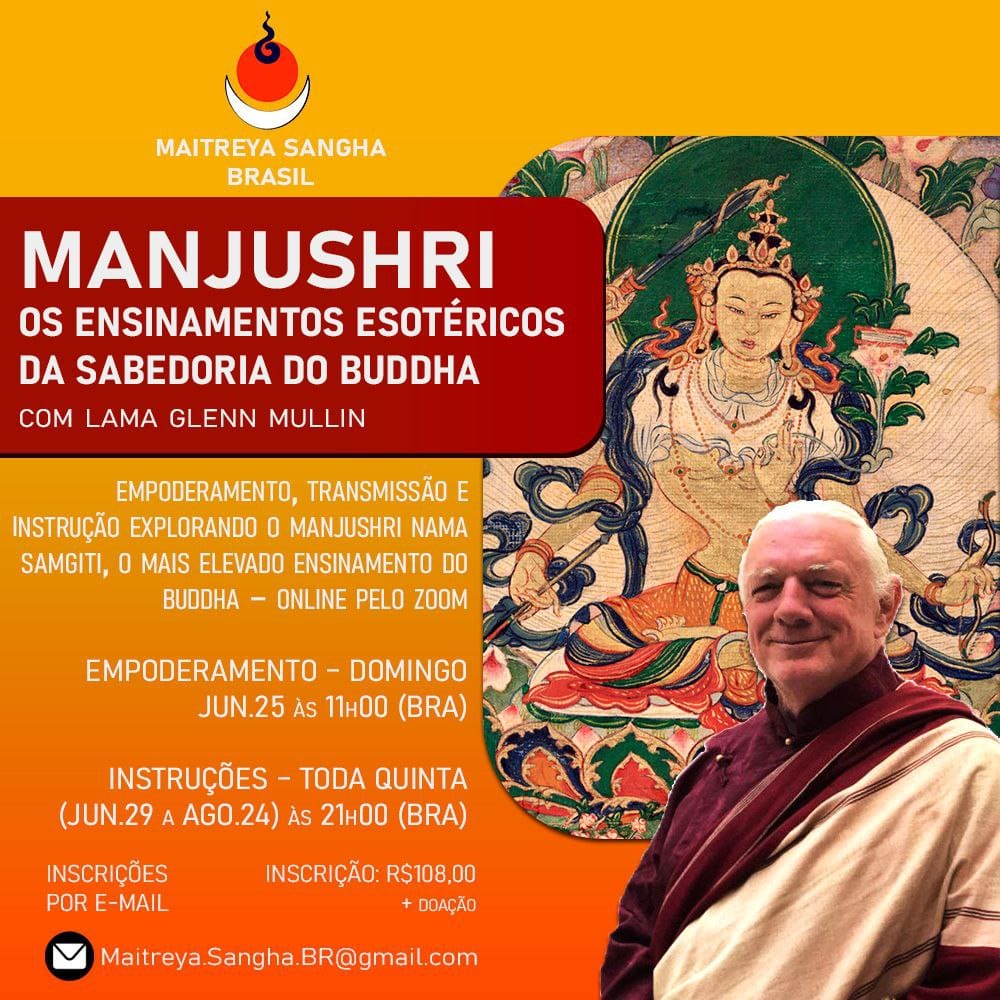 MAITREYA SANGHA
BRASIL
MANJUSHRI
OS ENSINAMENTOS ESOTÉRICOS
DA SABEDORIA DO BUDDHA
COM LAMA GLENN MULLIN
EMPODERAMENTO, TRANSMISSÃO E
INSTRUÇÃO EXPLORANDO O MANJUSHRI NAMA
SAMGITI, O MAIS ELEVADO ENSINAMENTO DO
BUDDHA – ONLINE PELO ZOOM
EMPODERAMENTO – DOMINGO
JUN.25 ÀS 11H00 (BRA)
INSTRUÇÕES – TODA QUINTA
(JUN.29 A AGO.24) ÀS 21H00 (BRA)
INSCRIÇÕES
POR E-MAIL
INSCRIÇÃO: R$108,00
+ DOAÇÃO
Maitreya.Sangha.BR@gmail.com